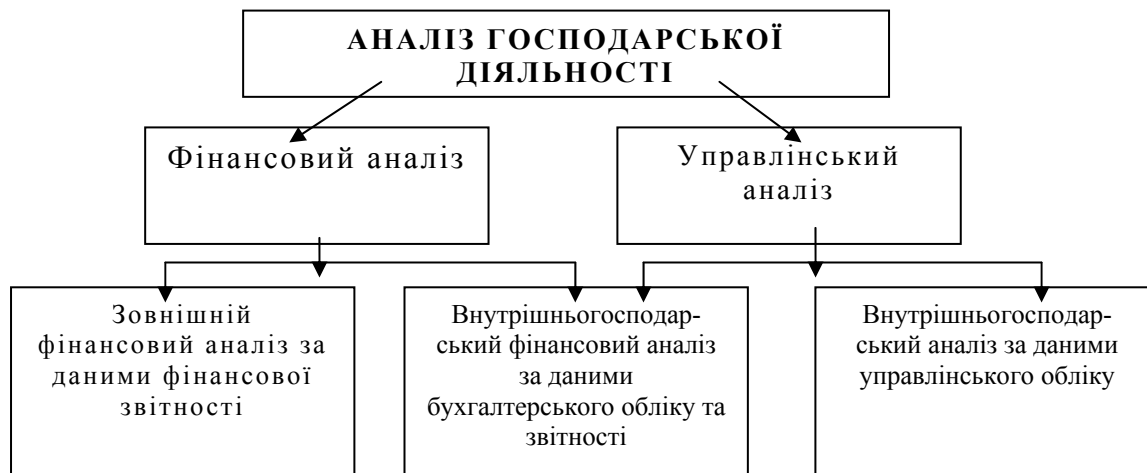 АНАЛІЗ ГОСПОДАРСЬКОЇ
ДІЯЛЬНОСТІ
Фінансовий аналіз
Управлінський
аналіз
Зовнішній
фінансовий аналіз за
даними фінансової
звітності
Внутрішньогосподар-
ський фінансовий аналіз
за даними
бухгалтерського обліку та
звітності
Внутрішньогосподар-
ський аналіз за даними
управлінського обліку